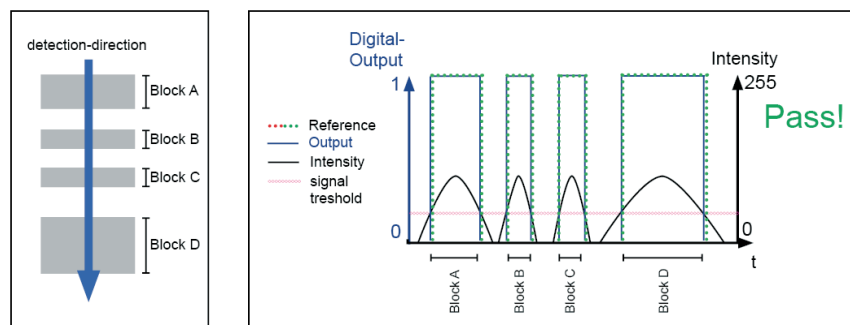 detection-direction
Block A
Block B
Block C
Block D
Digital-
Output
1
0
Reference
Output
Intensity
signal
treshold
Intensity
255
Pass!
0
t
Block A
Block B
Block C
Block D